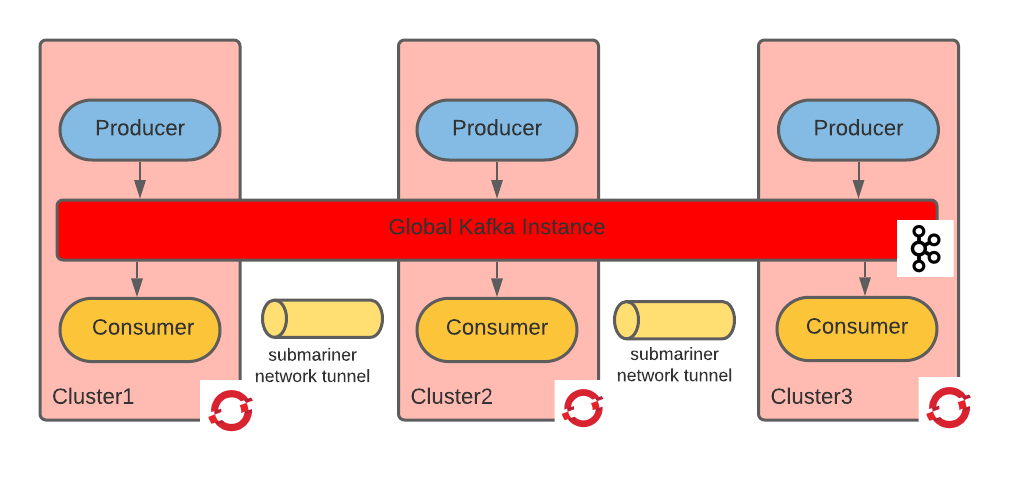 Producer
Producer
Producer
Global Kafka Instance
Consumer
Consumer
Consumer
submariner
network tunnel
submariner
network tunnel
Cluster1
Cluster2
Cluster3